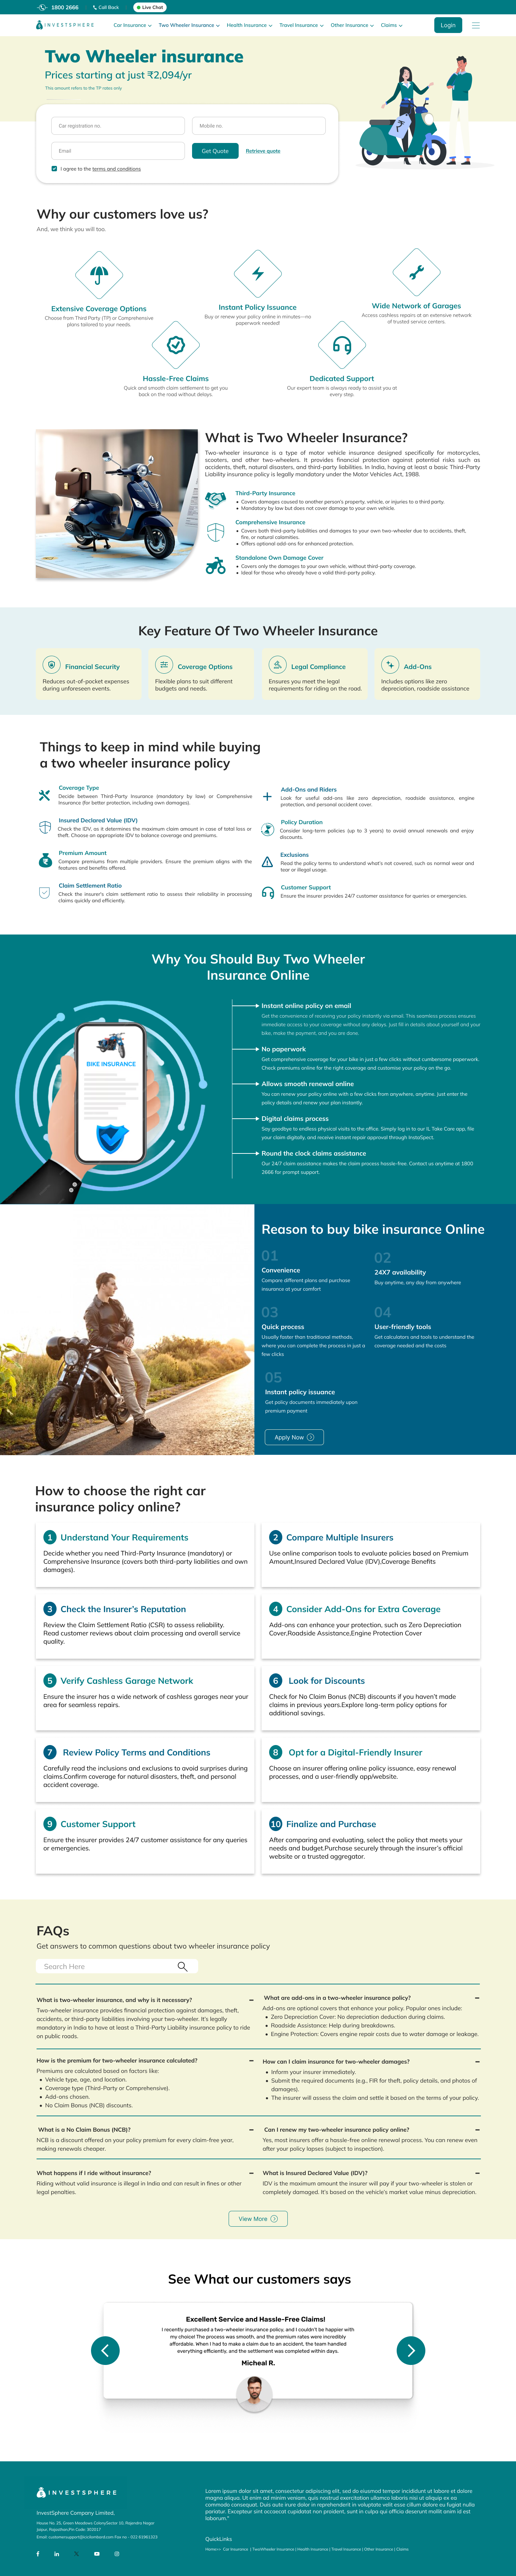 1800 2666 Call Back Live Chat
INVESTSPHERE Car Insurance Two Wheeler Insurance Health Insurance Travel Insurance Other Insurance Claims Login
Two Wheeler insurance
Prices starting at just ₹2,094/yr
This amount refers to the TP rates only
Car registration no. Mobile no.
Email Get Quote Retrieve quote
I agree to the terms and conditions
Why our customers love us?
And, we think you will too.
Extensive Coverage Options
Choose from Third Party (TP) or Comprehensive
plans tailored to your needs.
Instant Policy Issuance
Buy or renew your policy online in minutes—no
paperwork needed!
Wide Network of Garages
Access cashless repairs at an extensive network
of trusted service centers.
Hassle-Free Claims
Quick and smooth claim settlement to get you
back on the road without delays.
Dedicated Support
Our expert team is always ready to assist you at
every step
What is Two Wheeler Insurance?
Two-wheeler insurance is a type of motor vehicle insurance designed specifically for motorcycles,
scooters, and other two-wheelers. It provides financial protection against potential risks such as
accidents, theft, natural disasters, and third-party liabilities. In India, having at least a basic Third-Party
Liability insurance policy is legally mandatory under the Motor Vehicles Act, 1988.
Third-Party Insurance
Covers damages caused to another person's property, vehicle, or injuries to a third party.
Mandatory by law but does not cover damage to your own vehicle.
Comprehensive Insurance
Covers both third-party liabilities and damages to your own two-wheeler due to accidents, theft,
fire, or natural calamities.
Offers optional add-ons for enhanced protection.
Standalone Own Damage Cover
Covers only the damages to your own vehicle, without third-party coverage.
Ideal for those who already have a valid third-party policy.
Key Feature Of Two Wheeler Insurance
Financial Security
Reduces out-of-pocket expenses
during unforeseen events.
Coverage Options
Flexible plans to suit different
budgets and needs.
Legal Compliance
Ensures you meet the legal
requirements for riding on the road.
Add-Ons
Includes options like zero
depreciation, roadside assistance
Things to keep in mind while buying
a two wheeler insurance policy
Coverage Type
Decide between Third-Party Insurance (mandatory by law) or Comprehensive
Insurance (for better protection, including own damages).
Insured Declared Value (IDV)
Check the IDV, as it determines the maximum claim amount in case of total loss or
theft. Choose an appropriate IDV to balance coverage and premiums.
Premium Amount
Compare premiums from multiple providers. Ensure the premium aligns with the
features and benefits offered.
Claim Settlement Ratio
Check the insurer's claim settlement ratio to assess their reliability in processing
claims quickly and efficiently.
Add-Ons and Riders
Look for useful add-ons like zero depreciation, roadside assistance, engine
protection, and personal accident cover.
Policy Duration
Consider long-term policies (up to 3 years) to avoid annual renewals and enjoy
discounts.
Exclusions
Read the policy terms to understand what's not covered, such as normal wear and
tear or illegal usage.
Customer Support
Ensure the insurer provides 24/7 customer assistance for queries or emergencies.
Why You Should Buy Two Wheeler
Insurance Online
BIKE INSURANCE
Instant online policy on email
Get the convenience of receiving your policy instantly via email. This seamless process ensures
immediate access to your coverage without any delays. Just fill in details about yourself and your
bike, make the payment, and you are done.
No paperwork
Get comprehensive coverage for your bike in just a few clicks without cumbersome paperwork.
Check premiums online for the right coverage and customise your policy on the go.
Allows smooth renewal online
You can renew your policy online with a few clicks from anywhere, anytime. Just enter the
policy details and renew your plan instantly.
Digital claims process
Say goodbye to endless physical visits to the office. Simply log in to our IL Take Care app, file
your claim digitally, and receive instant repair approval through InstaSpect.
Round the clock claims assistance
Our 24/7 claim assistance makes the claim process hassle-free. Contact us anytime at 1800
2666 for prompt support.
Reason to buy bike insurance Online
01
Convenience
Compare different plans and purchase
insurance at your comfort
02
24X7 availability
Buy anytime, any day from anywhere
03
Quick process
Usually faster than traditional methods,
where you can complete the process in just a
few clicks
04
User-friendly tools
Get calculators and tools to understand the
coverage needed and the costs
05
Instant policy issuance
Get policy documents immediately upon
premium payment
Apply Now
How to choose the right car
insurance policy online?
1 Understand Your Requirements
Decide whether you need Third-Party Insurance (mandatory) or
Comprehensive Insurance (covers both third-party liabilities and own
damages).
2 Compare Multiple Insurers
Use online comparison tools to evaluate policies based on Premium
Amount,Insured Declared Value (IDV),Coverage Benefits
3 Check the Insurer's Reputation
Review the Claim Settlement Ratio (CSR) to assess reliability.
Read customer reviews about claim processing and overall service
quality.
4 Consider Add-Ons for Extra Coverage
Add-ons can enhance your protection, such as Zero Depreciation
Cover,Roadside Assistance,Engine Protection Cover
5 Verify Cashless Garage Network
Ensure the insurer has a wide network of cashless garages near your
area for seamless repairs.
6 Look for Discounts
Check for No Claim Bonus (NCB) discounts if you haven't made
claims in previous years.Explore long-term policy options for
additional savings.
7 Review Policy Terms and Conditions
Carefully read the inclusions and exclusions to avoid surprises during
claims.Confirm coverage for natural disasters, theft, and personal
accident coverage.
8 Opt for a Digital-Friendly Insurer
Choose an insurer offering online policy issuance, easy renewal
processes, and a user-friendly app/website.
9 Customer Support
Ensure the insurer provides 24/7 customer assistance for any queries
or emergencies.
10 Finalize and Purchase
After comparing and evaluating, select the policy that meets your
needs and budget.Purchase securely through the insurer's official
website or a trusted aggregator.
FAQs
Get answers to common questions about two wheeler insurance policy
Search Here
What is two-wheeler insurance, and why is it necessary?
Two-wheeler insurance provides financial protection against damages, theft,
accidents, or third-party liabilities involving your two-wheeler. It's legally
mandatory in India to have at least a Third-Party Liability insurance policy to ride
on public roads.
What are add-ons in a two-wheeler insurance policy?
Add-ons are optional covers that enhance your policy. Popular ones include:
Zero Depreciation Cover: No depreciation deduction during claims.
Roadside Assistance: Help during breakdowns.
Engine Protection: Covers engine repair costs due to water damage or leakage.
How is the premium for two-wheeler insurance calculated?
Premiums are calculated based on factors like:
Vehicle type, age, and location.
Coverage type (Third-Party or Comprehensive).
Add-ons chosen.
No Claim Bonus (NCB) discounts.
How can I claim insurance for two-wheeler damages?
Inform your insurer immediately.
Submit the required documents (e.g., FIR for theft, policy details, and photos of
damages).
The insurer will assess the claim and settle it based on the terms of your policy.
What is a No Claim Bonus (NCB)?
NCB is a discount offered on your policy premium for every claim-free year,
making renewals cheaper.
Can I renew my two-wheeler insurance policy online?
Yes, most insurers offer a hassle-free online renewal process. You can renew even
after your policy lapses (subject to inspection).
What happens if I ride without insurance?
Riding without valid insurance is illegal in India and can result in fines or other
legal penalties.
What is Insured Declared Value (IDV)?
IDV is the maximum amount the insurer will pay if your two-wheeler is stolen or
completely damaged. It's based on the vehicle's market value minus depreciation.
View More
See What our customers says
Excellent Service and Hassle-Free Claims!
I recently purchased a two-wheeler insurance policy, and I couldn't be happier with
my choice! The process was smooth, and the premium rates were incredibly
affordable. When I had to make a claim due to an accident, the team handled
everything efficiently, and the settlement was completed within days.
Micheal R.
INVESTSPHERE
InvestSphere Company Limited,
House No. 25, Green Meadows ColonySector 10, Rajendra Nagar
Jaipur, Rajasthan Pin Code: 302017
Lorem ipsum dolor sit amet, consectetur adipiscing elit, sed do eiusmod tempor incididunt ut labore et dolore
magna aliqua. Ut enim ad minim veniam, quis nostrud exercitation ullamco laboris nisi ut aliquip ex ea
commodo consequat. Duis aute irure dolor in reprehenderit in voluptate velit esse cillum dolore eu fugiat nulla
pariatur. Excepteur sint occaecat cupidatat non proident, sunt in culpa qui officia deserunt mollit anim id est
laborum."
QuickLinks
Home>> Car Insurance | TwoWheeler Insurance | Health Insurance | Travel Insurance | Other Insurance | Claims